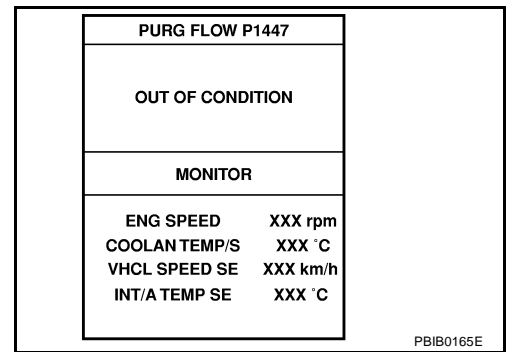 PURG FLOW P1447
OUT OF CONDITION
MONITOR
ENG SPEED XXX rpm
COOLAN TEMP/S XXX °C
VHCL SPEED SE XXX km/h
INT/A TEMP SE XXX °C
PBIB0165E